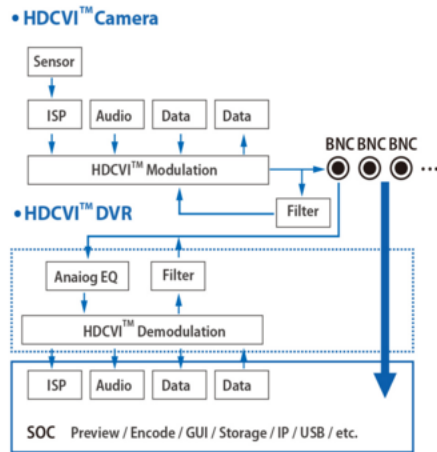 • HDCVI™ Camera
Sensor
ISP Audio Data Data
BNC BNC BNC
HDCVI™ Modulation
...
Filter
• HDCVI™ DVR
Anaiog EQ Filter
HDCVI™ Demodulation
ISP Audio Data Data
SOC Preview / Encode / GUI / Storage / IP / USB / etc.